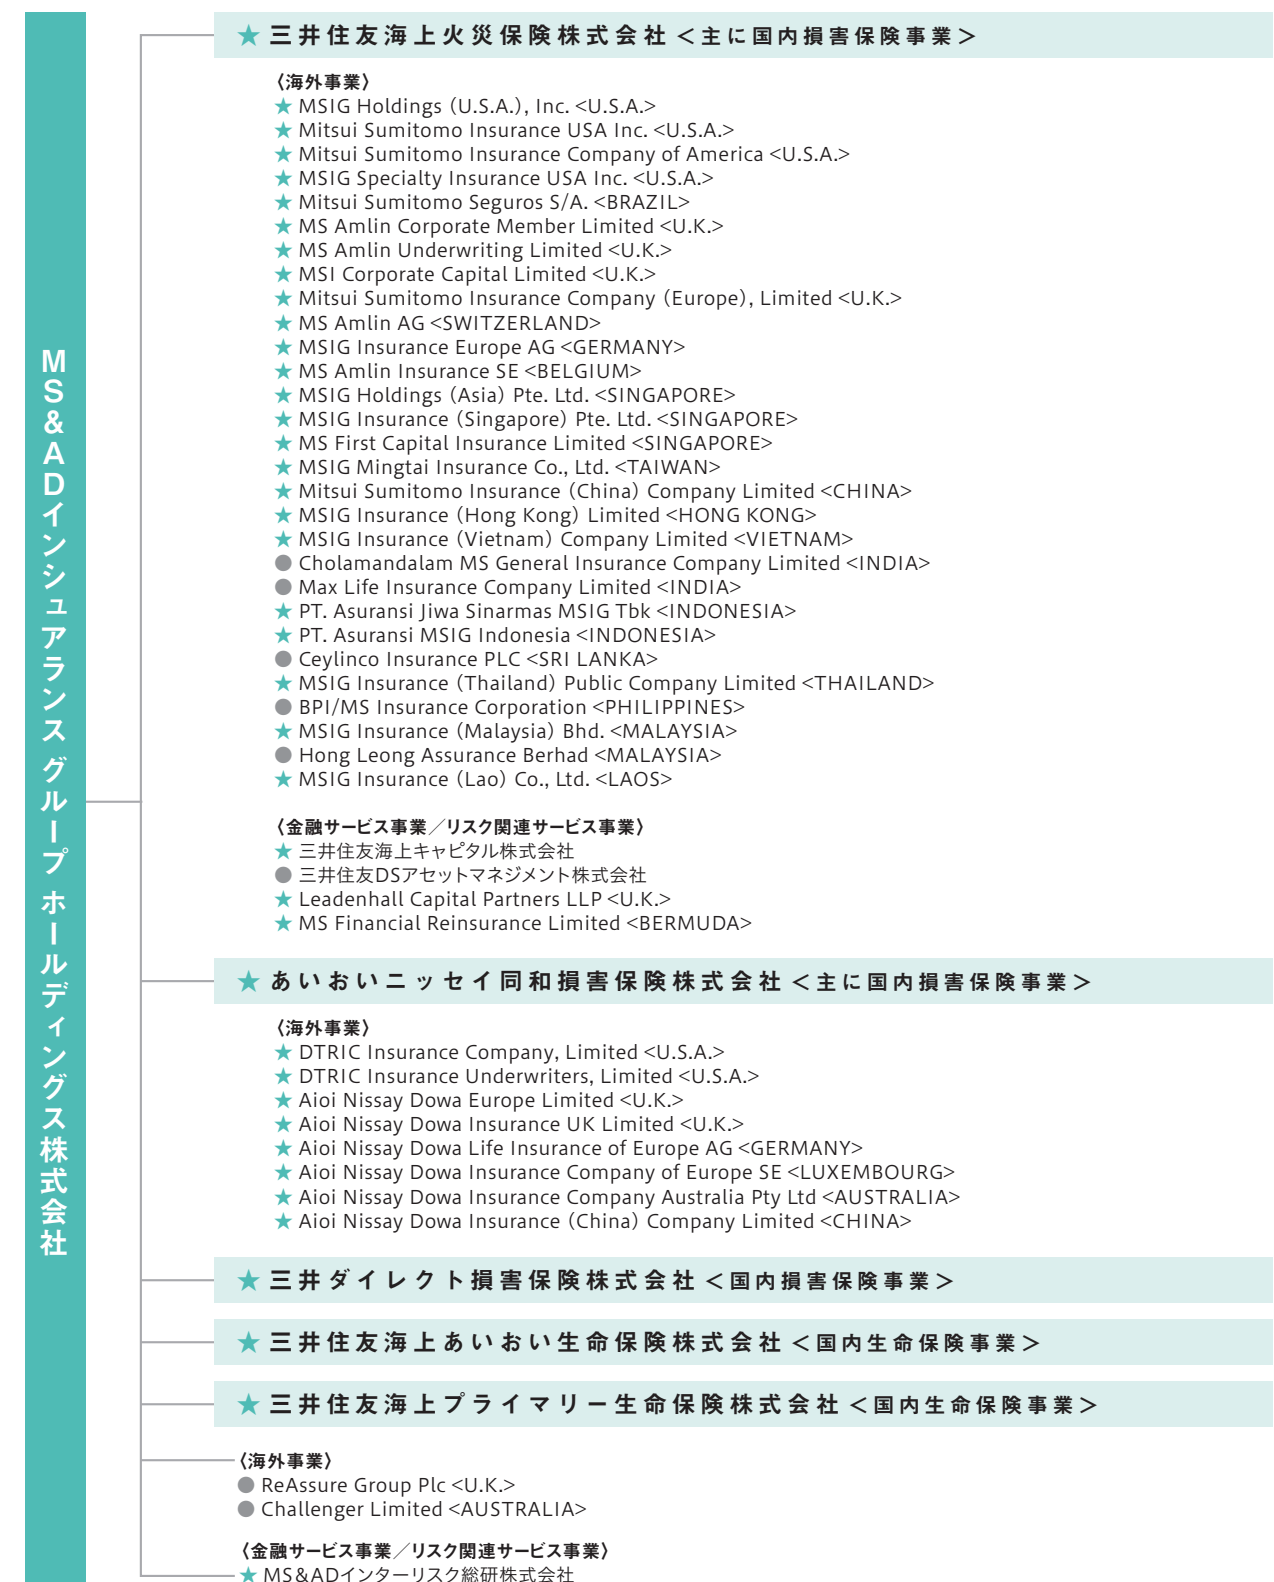 MS&ADインシュアランス グループ ホールディングス株式会社
★ 三井住友海上火災保険株式会社 <主に国内損害保険事業>
〈海外事業〉
★ MSIG Holdings (U.S.A.), Inc. <U.S.A.>
★ Mitsui Sumitomo Insurance USA Inc. <U.S.A.>
★ Mitsui Sumitomo Insurance Company of America <U.S.A.>
★ MSIG Specialty Insurance USA Inc. <U.S.A.>
★ Mitsui Sumitomo Seguros S/A. <BRAZIL>
★ MS Amlin Corporate Member Limited <U.K.>
★ MS Amlin Underwriting Limited <U.K.>
★ MSI Corporate Capital Limited <U.K.>
★ Mitsui Sumitomo Insurance Company (Europe), Limited <U.K.>
★ MS Amlin AG <SWITZERLAND>
★ MSIG Insurance Europe AG <GERMANY>
★ MS Amlin Insurance SE <BELGIUM>
★ MSIG Holdings (Asia) Pte. Ltd. <SINGAPORE>
★ MSIG Insurance (Singapore) Pte. Ltd. <SINGAPORE>
★ MS First Capital Insurance Limited <SINGAPORE>
★ MSIG Mingtai Insurance Co., Ltd. <TAIWAN>
★ Mitsui Sumitomo Insurance (China) Company Limited <CHINA>
★ MSIG Insurance (Hong Kong) Limited <HONG KONG>
★ MSIG Insurance (Vietnam) Company Limited <VIETNAM>
● Cholamandalam MS General Insurance Company Limited <INDIA>
● Max Life Insurance Company Limited <INDIA>
★ PT. Asuransi Jiwa Sinarmas MSIG Tbk <INDONESIA>
★ PT. Asuransi MSIG Indonesia <INDONESIA>
● Ceylinco Insurance PLC <SRI LANKA>
★ MSIG Insurance (Thailand) Public Company Limited <THAILAND>
● BPI/MS Insurance Corporation <PHILIPPINES>
★ MSIG Insurance (Malaysia) Bhd. <MALAYSIA>
● Hong Leong Assurance Berhad <MALAYSIA>
★ MSIG Insurance (Lao) Co., Ltd. <LAOS>
〈金融サービス事業／リスク関連サービス事業〉
★ 三井住友海上キャピタル株式会社
● 三井住友DSアセットマネジメント株式会社
★ Leadenhall Capital Partners LLP <U.K.>
★ MS Financial Reinsurance Limited <BERMUDA>
★ あいおいニッセイ同和損害保険株式会社 <主に国内損害保険事業>
〈海外事業〉
★ DTRIC Insurance Company, Limited <U.S.A.>
★ DTRIC Insurance Underwriters, Limited <U.S.A.>
★ Aioi Nissay Dowa Europe Limited <U.K.>
★ Aioi Nissay Dowa Insurance UK Limited <U.K.>
★ Aioi Nissay Dowa Life Insurance of Europe AG <GERMANY>
★ Aioi Nissay Dowa Insurance Company of Europe SE <LUXEMBOURG>
★ Aioi Nissay Dowa Insurance Company Australia Pty Ltd <AUSTRALIA>
★ Aioi Nissay Dowa Insurance (China) Company Limited <CHINA>
★ 三井ダイレクト損害保険株式会社 <国内損害保険事業>
★ 三井住友海上あいおい生命保険株式会社 <国内生命保険事業>
★ 三井住友海上プライマリー生命保険株式会社 <国内生命保険事業>
〈海外事業〉
● ReAssure Group Plc <U.K.>
● Challenger Limited <AUSTRALIA>
〈金融サービス事業／リスク関連サービス事業〉
★ MS&ADインターリスク総研株式会社